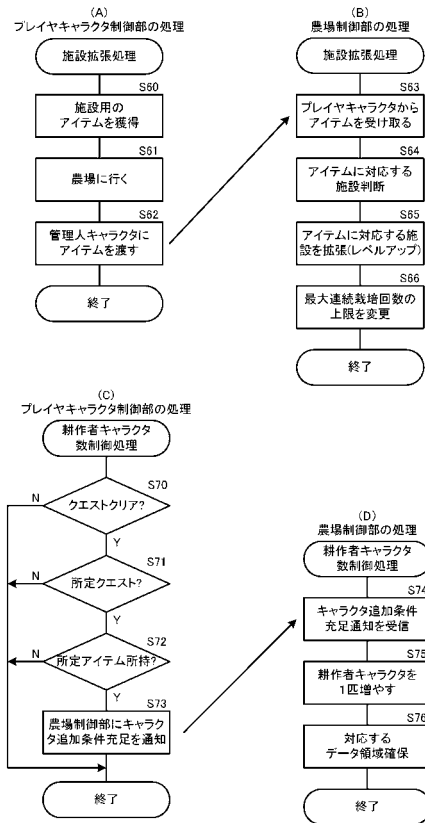 (A)
プレイヤキャラクタ制御部の処理
施設拡張処理
S60
施設用の
アイテムを獲得
S61
農場に行く
S62
管理人キャラクタに
アイテムを渡す
終了
(B)
農場制御部の処理
施設拡張処理
S63
プレイヤキャラクタから
アイテムを受け取る
S64
アイテムに対応する
施設判断
S65
アイテムに対応する施
設を拡張(レベルアップ)
S66
最大連続栽培回数の
上限を変更
終了
(C)
プレイヤキャラクタ制御部の処理
耕作者キャラクタ
数制御処理
S70
N
クエストクリア?
Y
S71
N
所定クエスト?
Y
S72
N
所定アイテム所持?
Y
S73
農場制御部にキャラク
タ追加条件充足を通知
終了
(D)
農場制御部の処理
耕作者キャラクタ
数制御処理
S74
キャラクタ追加条件
充足通知を受信
S75
耕作者キャラクタを
1匹増やす
S76
対応する
データ領域確保
終了